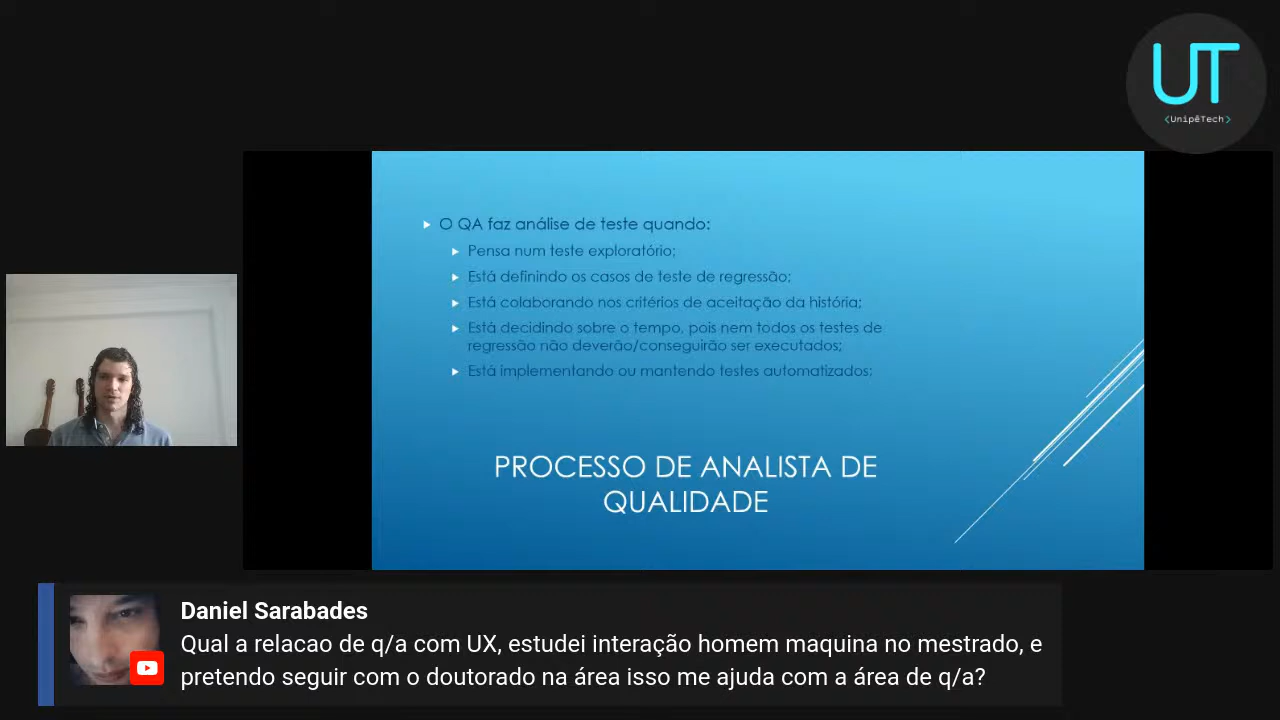 UT
<UnipêTech>
O QA faz análise de teste quando:
Pensa num teste exploratório;
Está definindo os casos de teste de regressão;
Está colaborando nos critérios de aceitação da história;
Está decidindo sobre o tempo, pois nem todos os testes de
regressão não deverão/conseguirão ser executados;
Está implementando ou mantendo testes automatizados;
PROCESSO DE ANALISTA DE
QUALIDADE
Daniel Sarabades
Qual a relacao de q/a com UX, estudei interação homem maquina no mestrado, e
pretendo seguir com o doutorado na área isso me ajuda com a área de q/a?